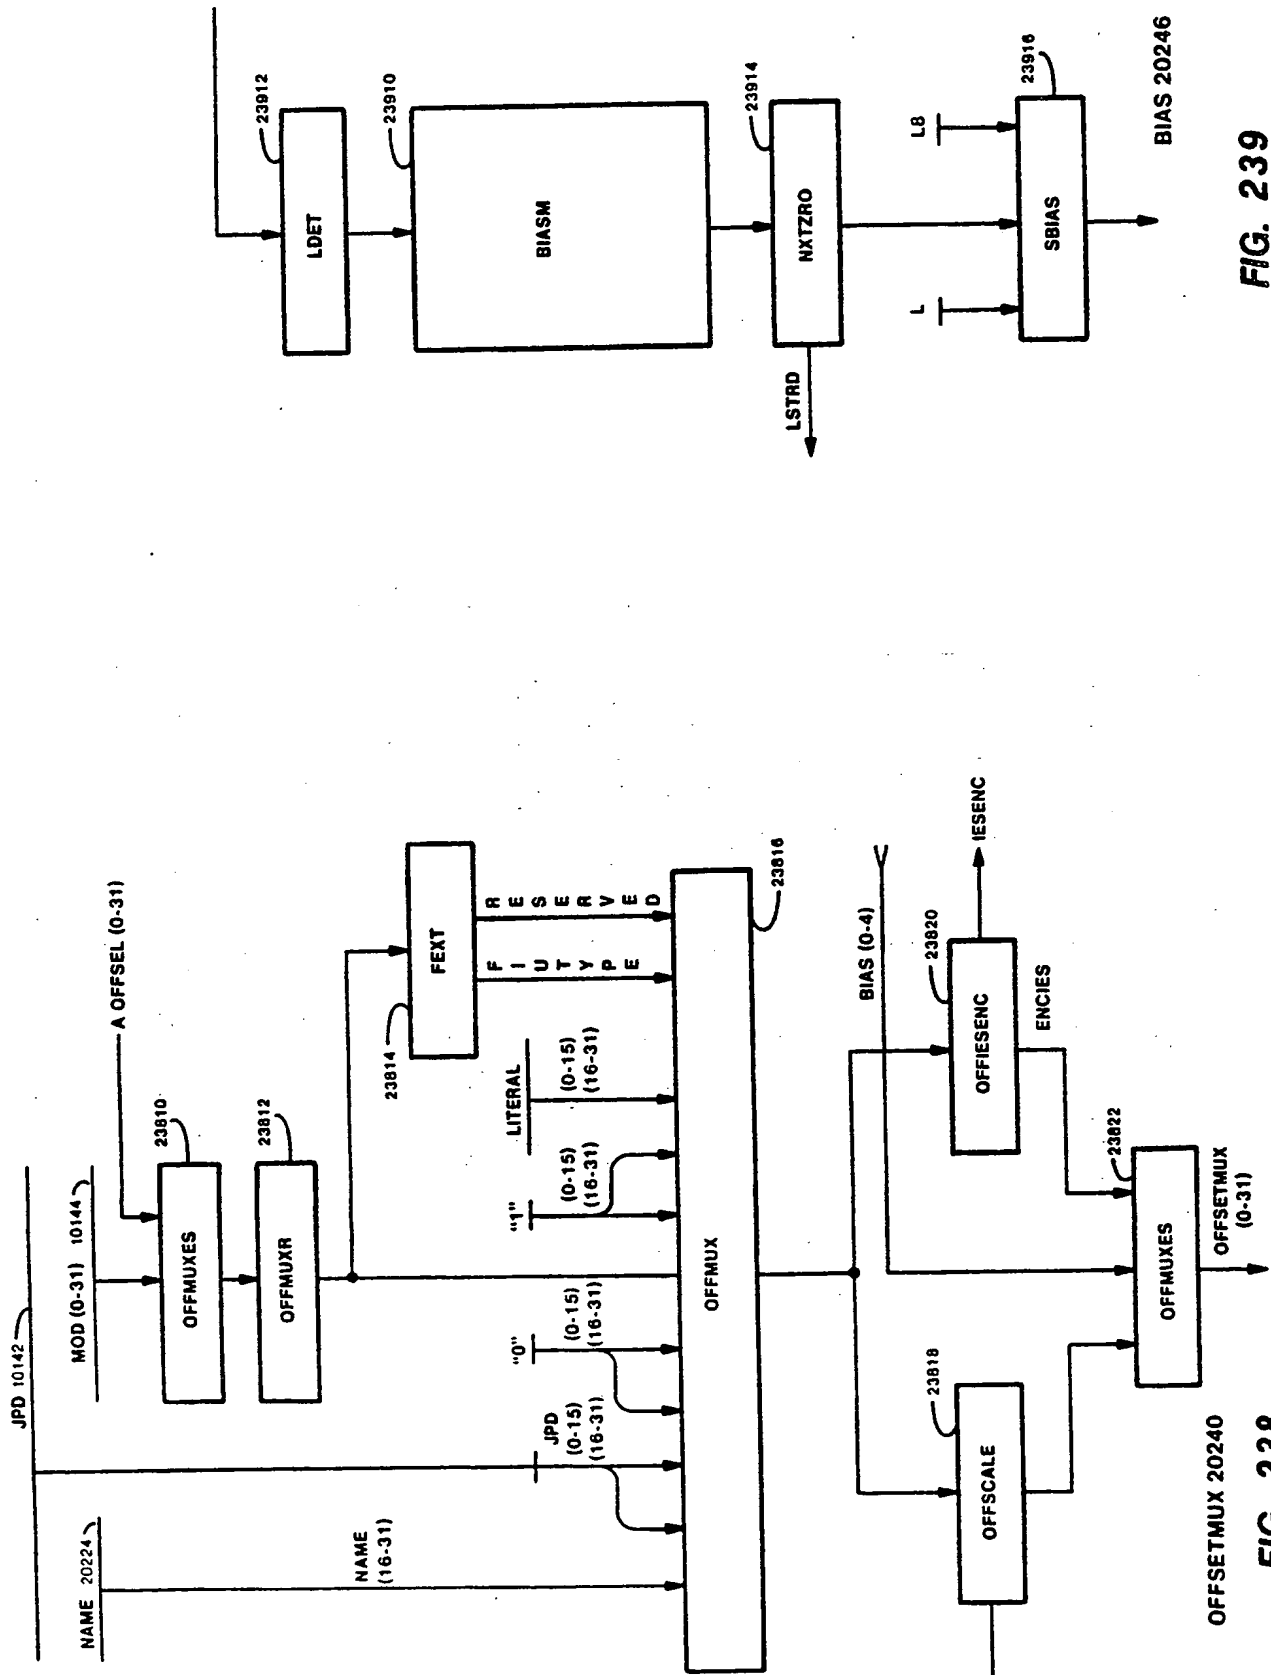 JPD 10142
MOD (0-31) 10144
A OFFSEL (0-31)
NAME 20224
23810
OFFMUXES
23812
OFFMUXR
23814
FEXT
FIUTYPE
RESERVED
NAME
(16-31)
JPD
(0-15)
(16-31)
"0"
(0-15)
(16-31)
"1"
(0-15)
(16-31)
LITERAL
(0-15)
(16-31)
OFFMUX
23816
BIAS (0-4)
23818
OFFSCALE
23820
OFFIESENC
IESENC
ENCIES
23822
OFFMUXES
OFFSETMUX
(0-31)
OFFSETMUX 20240
FIG. 238
23912
LDET
23910
BIASM
23914
NXTZRO
LSTRD
L
L8
23916
SBIAS
BIAS 20246
FIG. 239